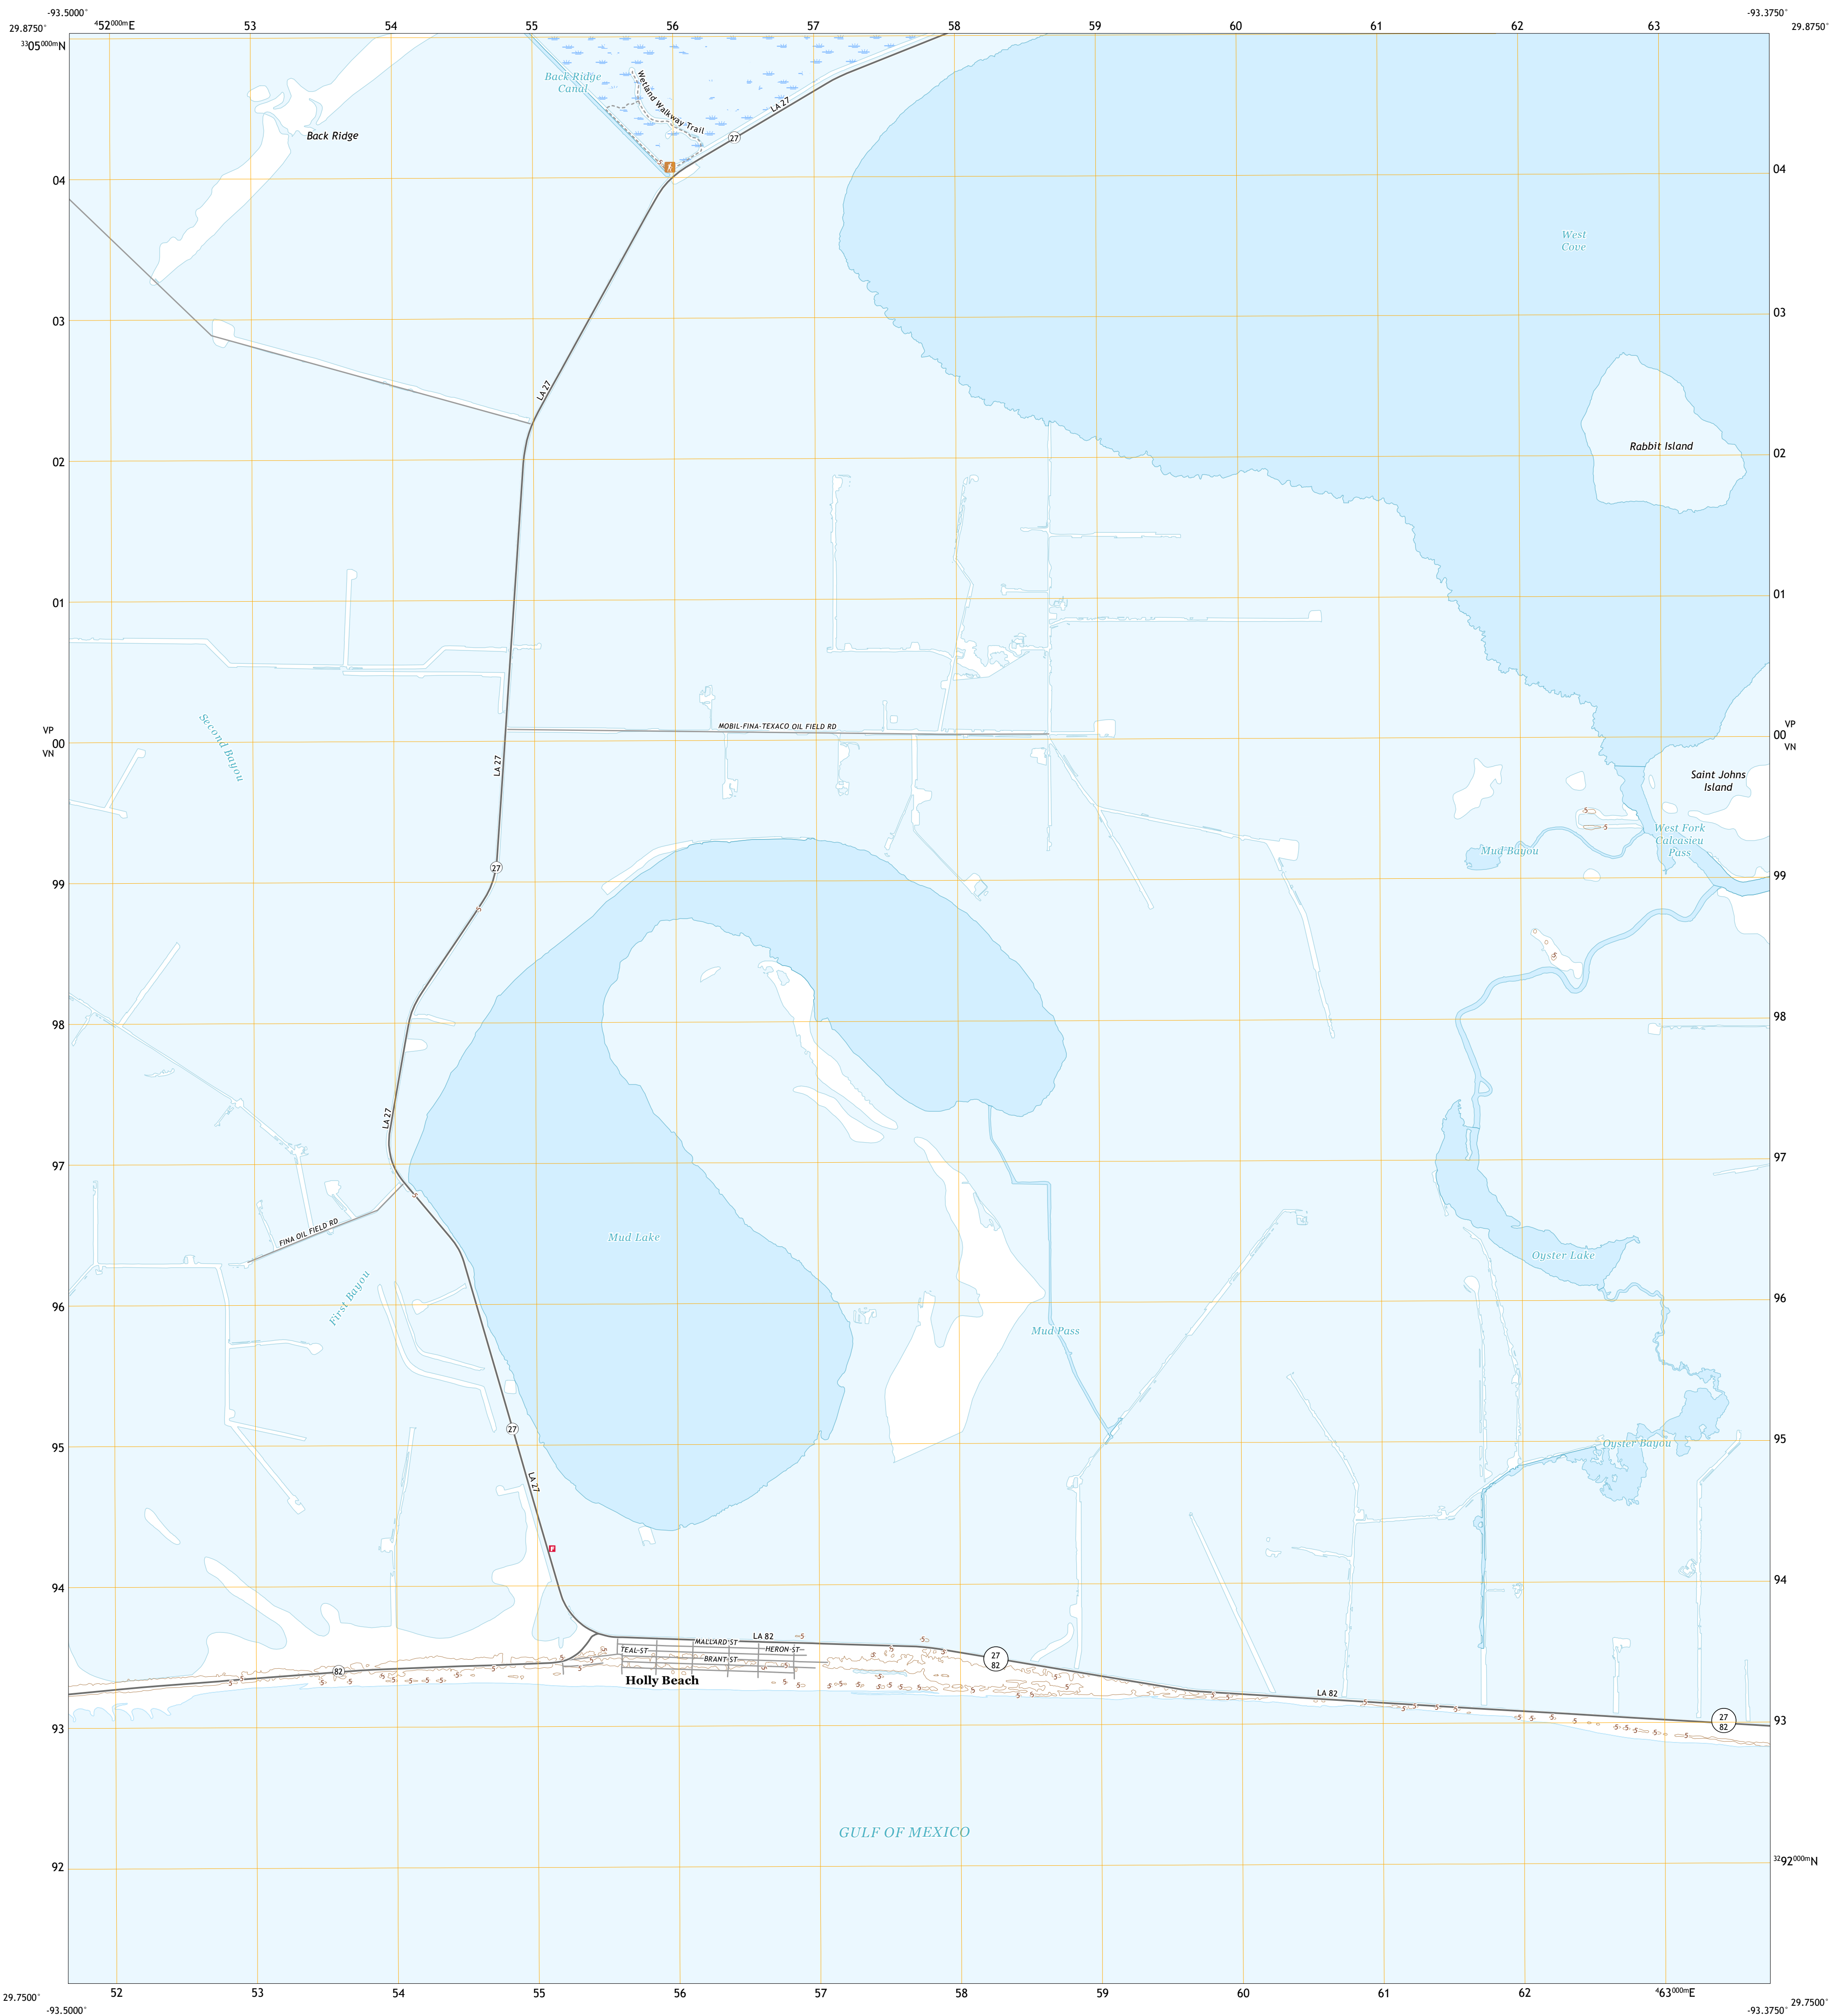 -93.5000°
-93.3750°
29.8750°
⁴52⁰⁰⁰ᵐE
53
54
55
56
57
58
59
60
61
62
63
29.8750°
³³05⁰⁰⁰ᵐN
Back Ridge
Canal
Wetland Walkway Trail
LA 27
27
Back Ridge
5
04
04
West
Cove
03
03
LA 27
Rabbit Island
02
02
01
01
Second Bayou
MOBIL-FINA-TEXACO OIL FIELD RD
VP
00
VN
VP
00
VN
LA 27
Saint Johns
Island
5
5
West Fork
Calcasieu
Pass
Mud Bayou
27
99
99
5
5
98
98
LA 27
97
97
5
FINA OIL FIELD RD
Mud Lake
Oyster Lake
First Bayou
96
96
Mud Pass
27
95
95
Oyster Bayou
LA 27
P
94
94
MALLARD ST
LA 82
TEAL ST
HERON ST
BRANT ST
27
82
82
Holly Beach
LA 82
27
82
93
93
GULF OF MEXICO
92
³²92⁰⁰⁰ᵐN
52
53
54
55
56
57
58
59
60
61
62
⁴63⁰⁰⁰ᵐE
29.7500°
29.7500°
-93.5000°
-93.3750°